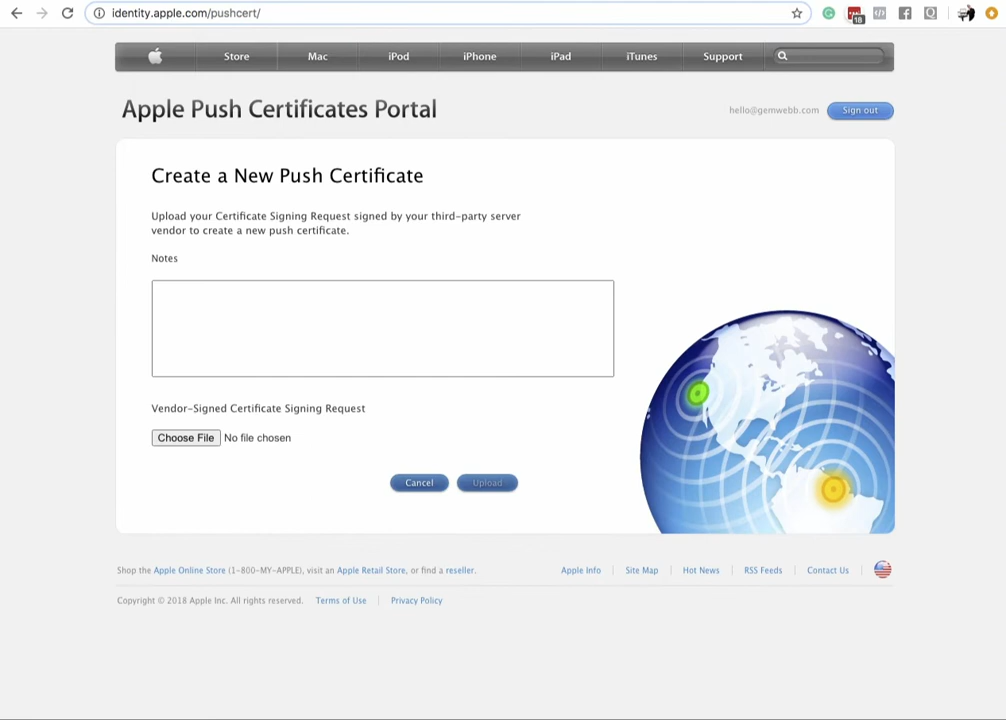 identity.apple.com/pushcert/
18
Store Mac iPod iPhone iPad iTunes Support
Apple Push Certificates Portal
hello@gemwebb.com Sign out
Create a New Push Certificate
Upload your Certificate Signing Request signed by your third-party server
vendor to create a new push certificate.
Notes
Vendor-Signed Certificate Signing Request
Choose File No file chosen
Cancel Upload
Shop the Apple Online Store (1-800-MY-APPLE), visit an Apple Retail Store, or find a reseller.
Apple Info Site Map Hot News RSS Feeds Contact Us
Copyright © 2018 Apple Inc. All rights reserved. Terms of Use Privacy Policy